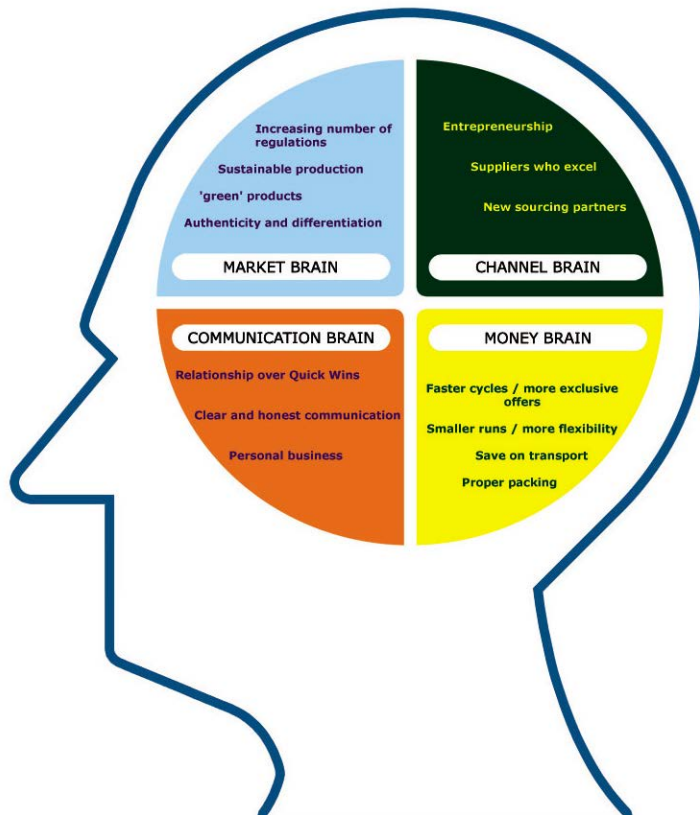 Increasing number of
regulations
Sustainable production
'green' products
Authenticity and differentiation
MARKET BRAIN
Entrepreneurship
Suppliers who excel
New sourcing partners
CHANNEL BRAIN
COMMUNICATION BRAIN
Relationship over Quick Wins
Clear and honest communication
Personal business
MONEY BRAIN
Faster cycles / more exclusive
offers
Smaller runs / more flexibility
Save on transport
Proper packing